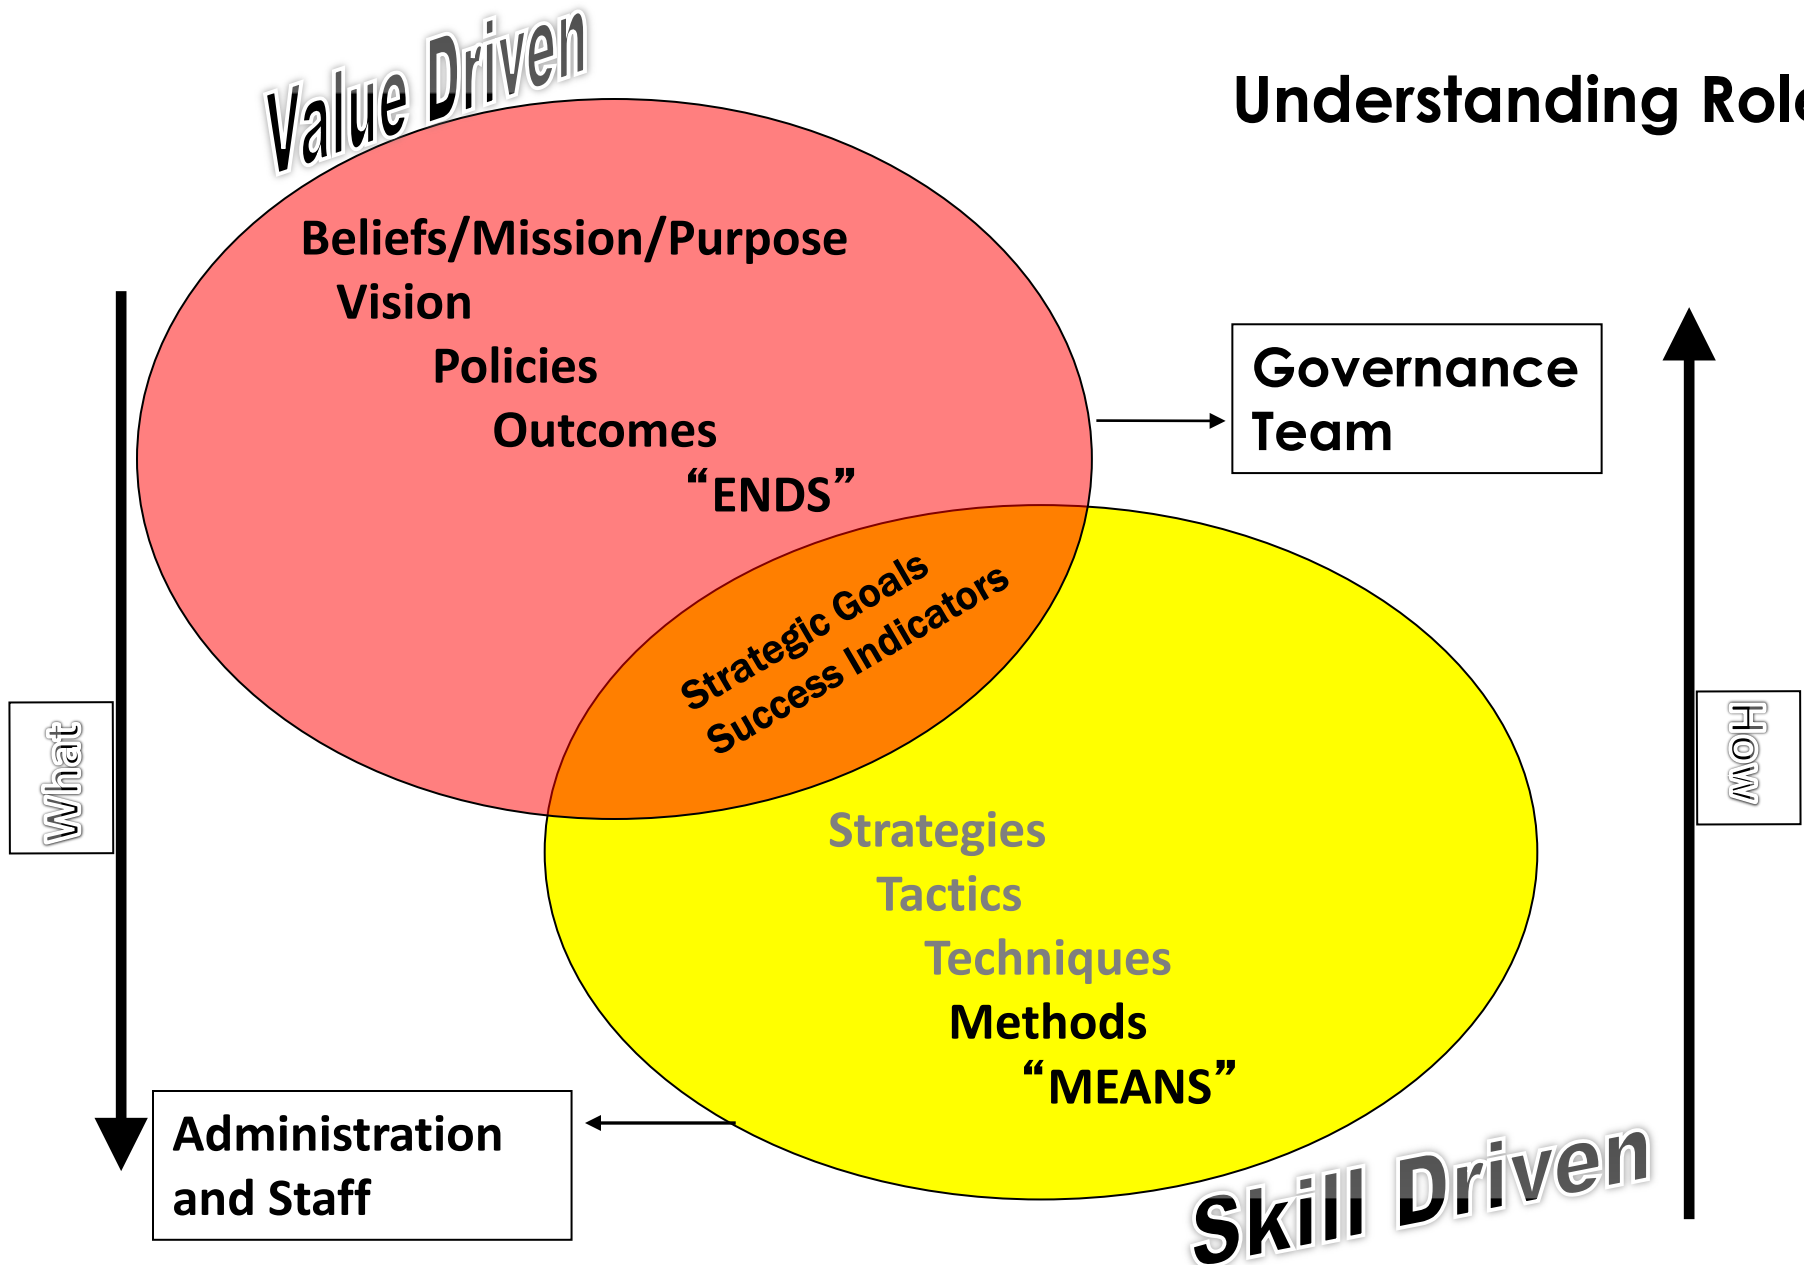 Value Driven
Understanding Role
Beliefs/Mission/Purpose
Vision
Policies
Outcomes
“ENDS”
Governance
Team
Strategic Goals
Success Indicators
What
How
Strategies
Tactics
Techniques
Methods
“MEANS”
Administration
and Staff
Skill Driven